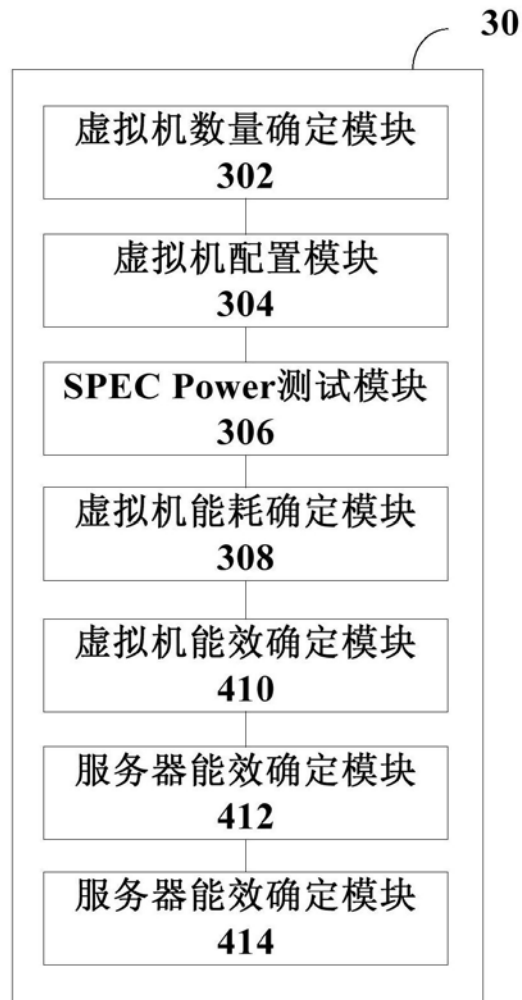 30
虚拟机数量确定模块
302
虚拟机配置模块
304
SPEC Power测试模块
306
虚拟机能耗确定模块
308
虚拟机能效确定模块
410
服务器能效确定模块
412
服务器能效确定模块
414